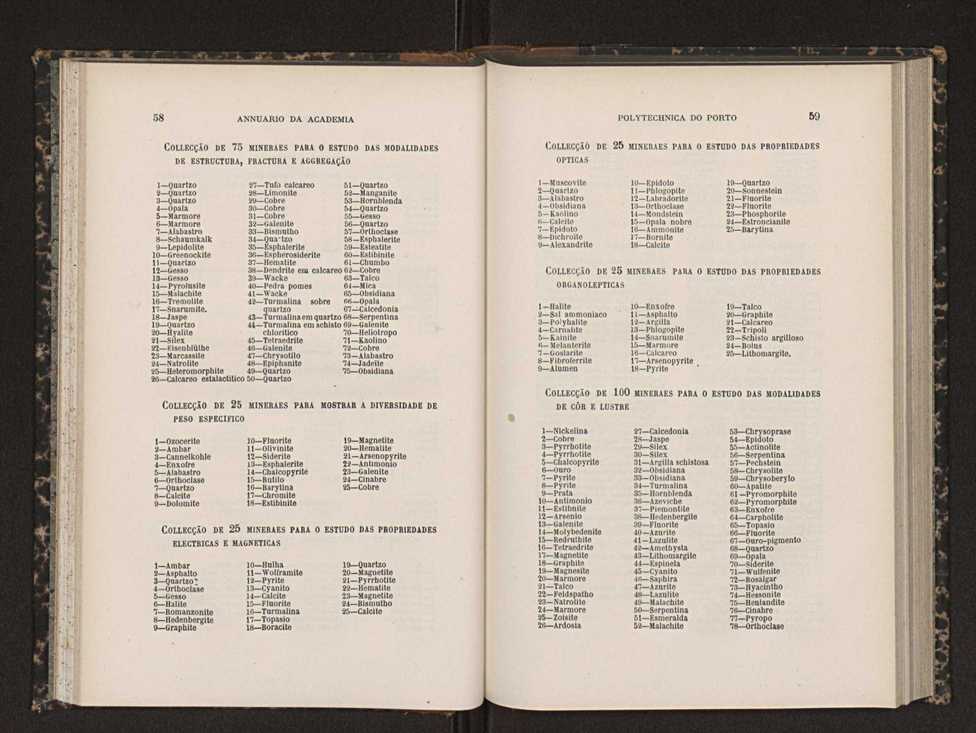 58 ANNUARIO DA ACADEMIA
COLLECÇÃO DE 75 MINERAES PARA O ESTUDO DAS MODALIDADES
DE ESTRUCTURA, FRACTURA E AGGREGAÇÃO
1—Quartzo
2—Quartzo
3—Quartzo
4—Opala
5—Marmore
6—Marmore
7—Alabastro
8—Schaumkalk
9—Lepidolite
10—Greenockite
11—Quartzo
12—Gesso
13—Gesso
14—Pyrolusite
15—Malachite
16—Tremolite
17—Snarumite.
18—Jaspe
19—Quartzo
20—Hyalite
21—Silex
22—Eisenblüthe
23—Marcassite
24—Natrolite
25—Heteromorphite
26—Calcareo estalactitico
27—Tufo calcareo
28—Limonite
29—Cobre
30—Cobre
31—Cobre
32—Galenite
33—Bismutho
34—Quartzo
35—Esphalerite
36—Espherosiderite
37—Hematite
38—Dendrite em calcareo
39—Wacke
40—Pedra pomes
41—Wacke
42—Turmalina sobre
quartzo
43—Turmalina em quartzo
44—Turmalina em schisto
chloritico
45—Tetraedrite
46—Galenite
47—Chrysotilo
48—Epiphanite
49—Quartzo
50—Quartzo
51—Quartzo
52—Manganite
53—Hornblenda
54—Quartzo
55—Gesso
56—Quartzo
57—Orthoclase
58—Esphalerite
59—Esteatite
60—Estibinite
61—Chumbo
62—Cobre
63—Talco
64—Mica
65—Obsidiana
66—Opala
67—Calcedonia
68—Serpentina
69—Galenite
70—Heliotropo
71—Kaolino
72—Cobre
73—Alabastro
74—Jadeite
75—Obsidiana
COLLECÇÃO DE 25 MINERAES PARA MOSTRAR A DIVERSIDADE DE
PESO ESPECIFICO
1—Ozocerite
2—Ambar
3—Cannelkohle
4—Enxofre
5—Alabastro
6—Orthoclase
7—Quartzo
8—Calcite
9—Dolomite
10—Fluorite
11—Olivinite
12—Siderite
13—Esphalerite
14—Chalcopyrite
15—Rutilo
16—Barytina
17—Chromite
18—Estibinite
19—Magnetite
20—Hematite
21—Arsenopyrite
22—Antimonio
23—Galenite
24—Cinabre
25—Cobre
COLLECÇÃO DE 25 MINERAES PARA O ESTUDO DAS PROPRIEDADES
ELECTRICAS E MAGNETICAS
1—Ambar
2—Asphalto
3—Quartzo
4—Orthoclase
5—Gesso
6—Halite
7—Romanzonite
8—Hedenbergite
9—Graphite
10—Hulha
11—Wolframite
12—Pyrite
13—Cyanito
14—Calcite
15—Fluorite
16—Turmalina
17—Topasio
18—Boracite
19—Quartzo
20—Magnetite
21—Pyrrhotite
22—Hematite
23—Magnetite
24—Bismutho
25—Calcite
POLYTECHNICA DO PORTO 59
COLLECÇÃO DE 25 MINERAES PARA O ESTUDO DAS PROPRIEDADES
OPTICAS
1—Muscovite
2—Quartzo
3—Alabastro
4—Obsidiana
5—Kaolino
6—Calcite
7—Epidoto
8—Dichroite
9—Alexandrite
10—Epidoto
11—Phlogopite
12—Labradorite
13—Orthoclase
14—Mondstein
15—Opala nobre
16—Ammonite
17—Bornite
18—Calcite
19—Quartzo
20—Sonnestein
21—Fluorite
22—Fluorite
23—Phosphorite
24—Estroncianite
25—Barytina
COLLECÇÃO DE 25 MINERAES PARA O ESTUDO DAS PROPRIEDADES
ORGANOLEPTICAS
1—Halite
2—Sal ammoniaco
3—Polyhalite
4—Carnalite
5—Kainite
6—Melanterite
7—Goslarite
8—Fibroferrite
9—Alumen
10—Enxofre
11—Asphalto
12—Argilla
13—Phlogopite
14—Snarumite
15—Marmore
16—Calcareo
17—Arsenopyrite
18—Pyrite
19—Talco
20—Graphite
21—Calcareo
22—Tripoli
23—Schisto argilloso
24—Bolus
25—Lithomargite.
COLLECÇÃO DE 100 MINERAES PARA O ESTUDO DAS MODALIDADES
DE CÔR E LUSTRE
1—Nickelina
2—Cobre
3—Pyrrhotite
4—Pyrrhotite
5—Chalcopyrite
6—Ouro
7—Pyrite
8—Pyrite
9—Prata
10—Antimonio
11—Estibnite
12—Arsenio
13—Galenite
14—Molybedenite
15—Redruthite
16—Tetraedrite
17—Magnetite
18—Graphite
19—Magnesite
20—Marmore
21—Talco
22—Feldspatho
23—Natrolite
24—Marmore
25—Zoisite
26—Ardosia
27—Calcedonia
28—Jaspe
29—Silex
30—Silex
31—Argilla schistosa
32—Obsidiana
33—Obsidiana
34—Turmalina
35—Hornblenda
36—Azeviche
37—Piemontite
38—Hedenbergite
39—Fluorite
40—Azurite
41—Lazulite
42—Amethysta
43—Lithomargite
44—Espinela
45—Cyanito
46—Saphira
47—Azurite
48—Lazulite
49—Malachite
50—Serpentina
51—Esmeralda
52—Malachite
53—Chrysoprase
54—Epidoto
55—Actinolite
56—Serpentina
57—Pechstein
58—Chrysolite
59—Chrysoberylo
60—Apatite
61—Pyromorphite
62—Pyromorphite
63—Enxofre
64—Carpholite
65—Topasio
66—Fluorite
67—Ouro-pigmento
68—Quartzo
69—Opala
70—Siderite
71—Wulfenite
72—Rosalgar
73—Hyacintho
74—Hessonite
75—Heulandite
76—Cinabre
77—Pyropo
78—Orthoclase